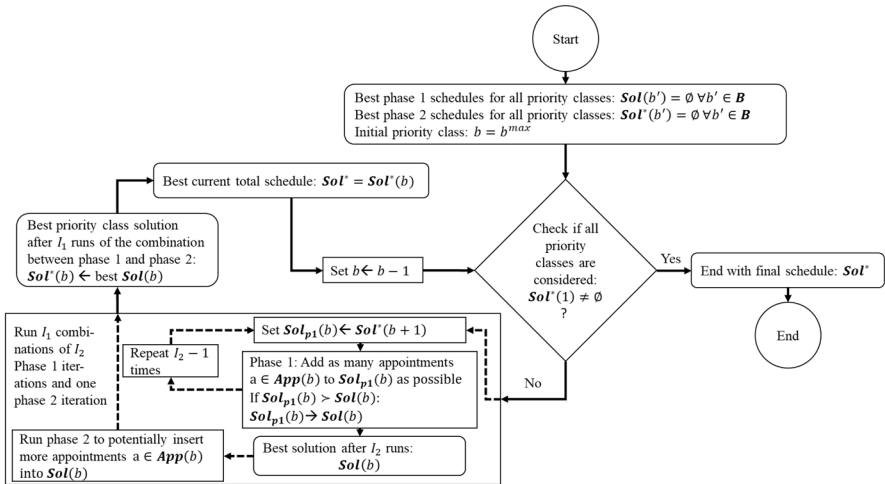 Start
Best phase 1 schedules for all priority classes: Sol(b′) = ∅ ∀b′ ∈ B
Best phase 2 schedules for all priority classes: Sol*(b′) = ∅ ∀b′ ∈ B
Initial priority class: b = b^max
Best current total schedule: Sol* = Sol*(b)
Best priority class solution
after I₁ runs of the combination
between phase 1 and phase 2:
Sol*(b) ← best Sol(b)
Set b ← b − 1
Check if all
priority
classes are
considered:
Sol*(1) ≠ ∅
?
Yes
End with final schedule: Sol*
End
No
Run I₁ combi-
nations of I₂
Phase 1 iter-
ations and one
phase 2 iteration
Set Sol_p1(b) ← Sol*(b + 1)
Repeat I₂ − 1
times
Phase 1: Add as many appointments
a ∈ App(b) to Sol_p1(b) as possible
If Sol_p1(b) ≻ Sol(b):
Sol_p1(b) → Sol(b)
Best solution after I₂ runs:
Sol(b)
Run phase 2 to potentially insert
more appointments a ∈ App(b)
into Sol(b)